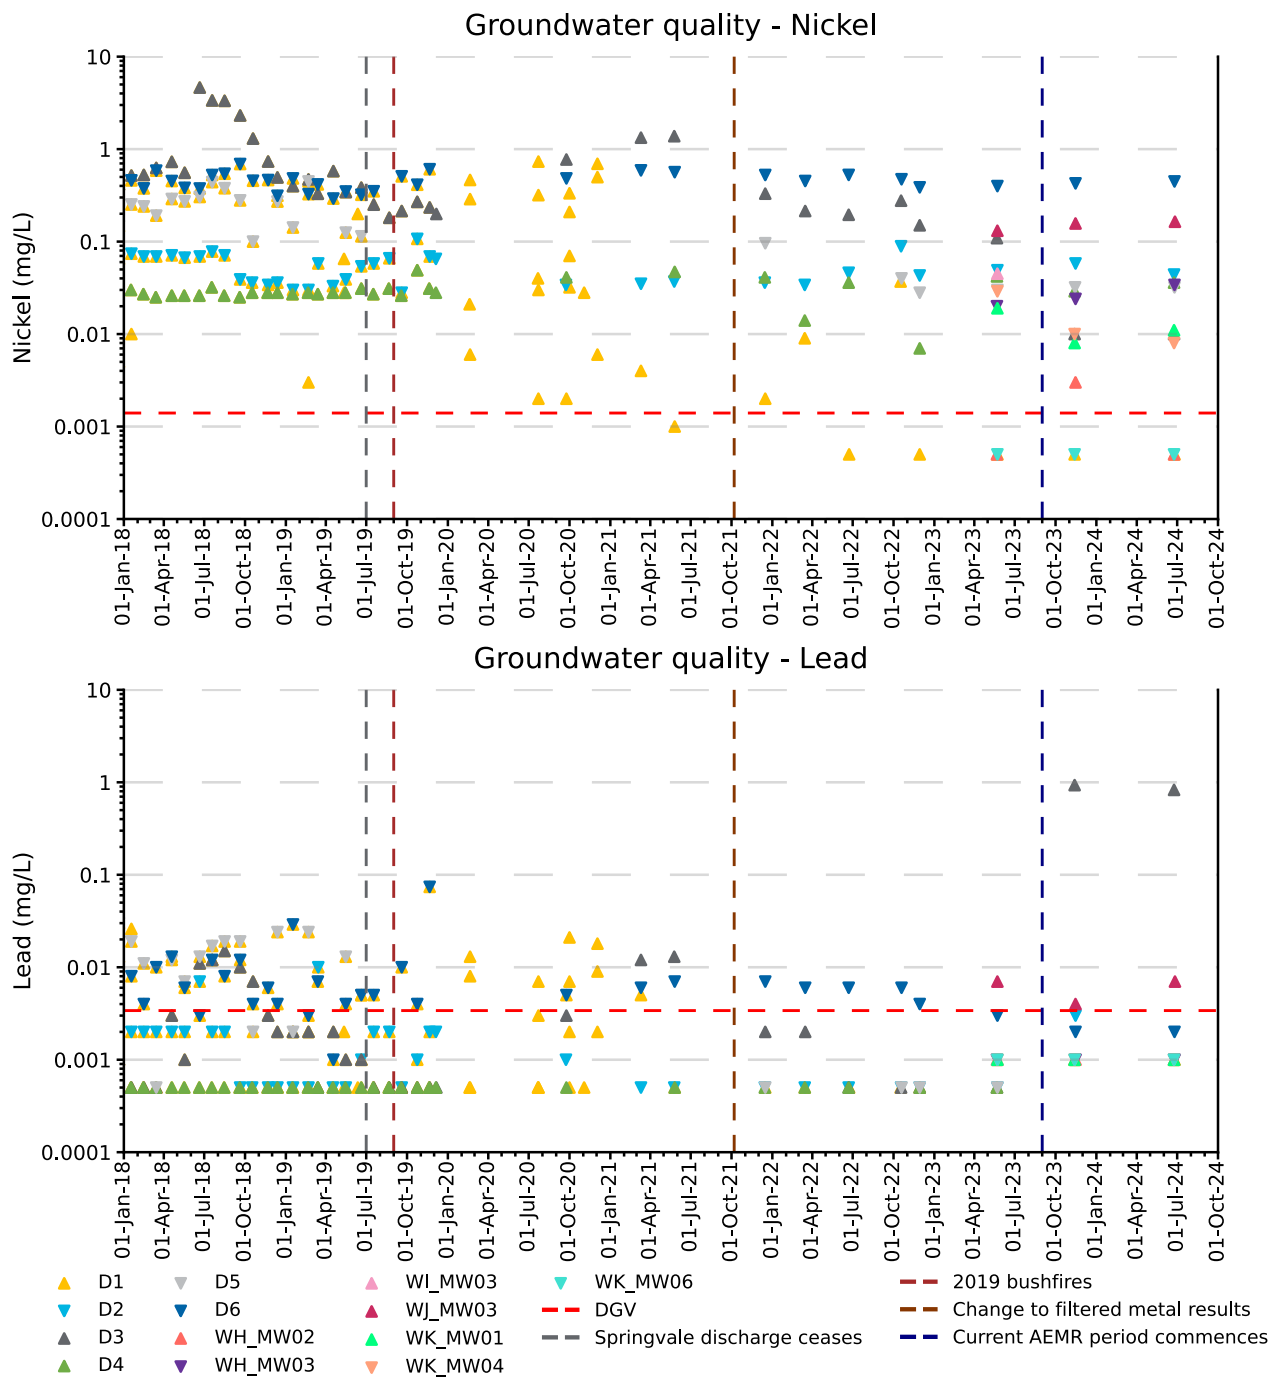 Groundwater quality - Nickel
Nickel (mg/L)
10
1
0.1
0.01
0.001
0.0001
01-Jan-18
01-Apr-18
01-Jul-18
01-Oct-18
01-Jan-19
01-Apr-19
01-Jul-19
01-Oct-19
01-Jan-20
01-Apr-20
01-Jul-20
01-Oct-20
01-Jan-21
01-Apr-21
01-Jul-21
01-Oct-21
01-Jan-22
01-Apr-22
01-Jul-22
01-Oct-22
01-Jan-23
01-Apr-23
01-Jul-23
01-Oct-23
01-Jan-24
01-Apr-24
01-Jul-24
01-Oct-24
Groundwater quality - Lead
Lead (mg/L)
10
1
0.1
0.01
0.001
0.0001
01-Jan-18
01-Apr-18
01-Jul-18
01-Oct-18
01-Jan-19
01-Apr-19
01-Jul-19
01-Oct-19
01-Jan-20
01-Apr-20
01-Jul-20
01-Oct-20
01-Jan-21
01-Apr-21
01-Jul-21
01-Oct-21
01-Jan-22
01-Apr-22
01-Jul-22
01-Oct-22
01-Jan-23
01-Apr-23
01-Jul-23
01-Oct-23
01-Jan-24
01-Apr-24
01-Jul-24
01-Oct-24
D1
D2
D3
D4
D5
D6
WH_MW02
WH_MW03
WI_MW03
WJ_MW03
WK_MW01
WK_MW04
WK_MW06
DGV
Springvale discharge ceases
2019 bushfires
Change to filtered metal results
Current AEMR period commences